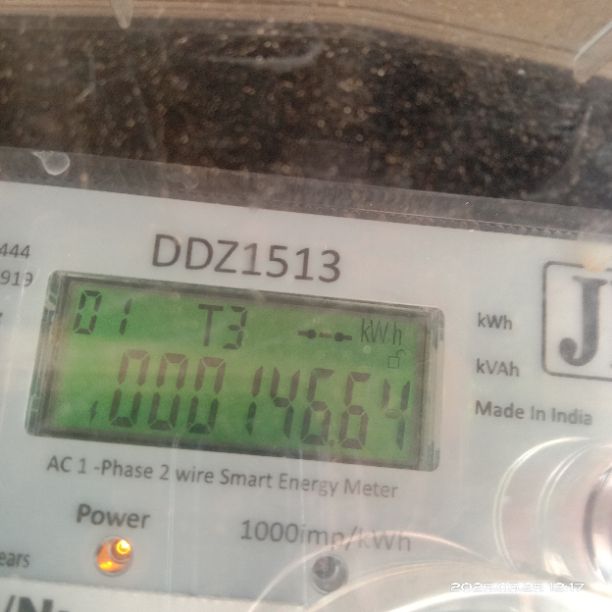 DDZ1513
444
919
01 T3 kWh
000146.64
kWh
kVAh
Made In India
AC 1 -Phase 2 wire Smart Energy Meter
Power
1000imp/kWh
ears